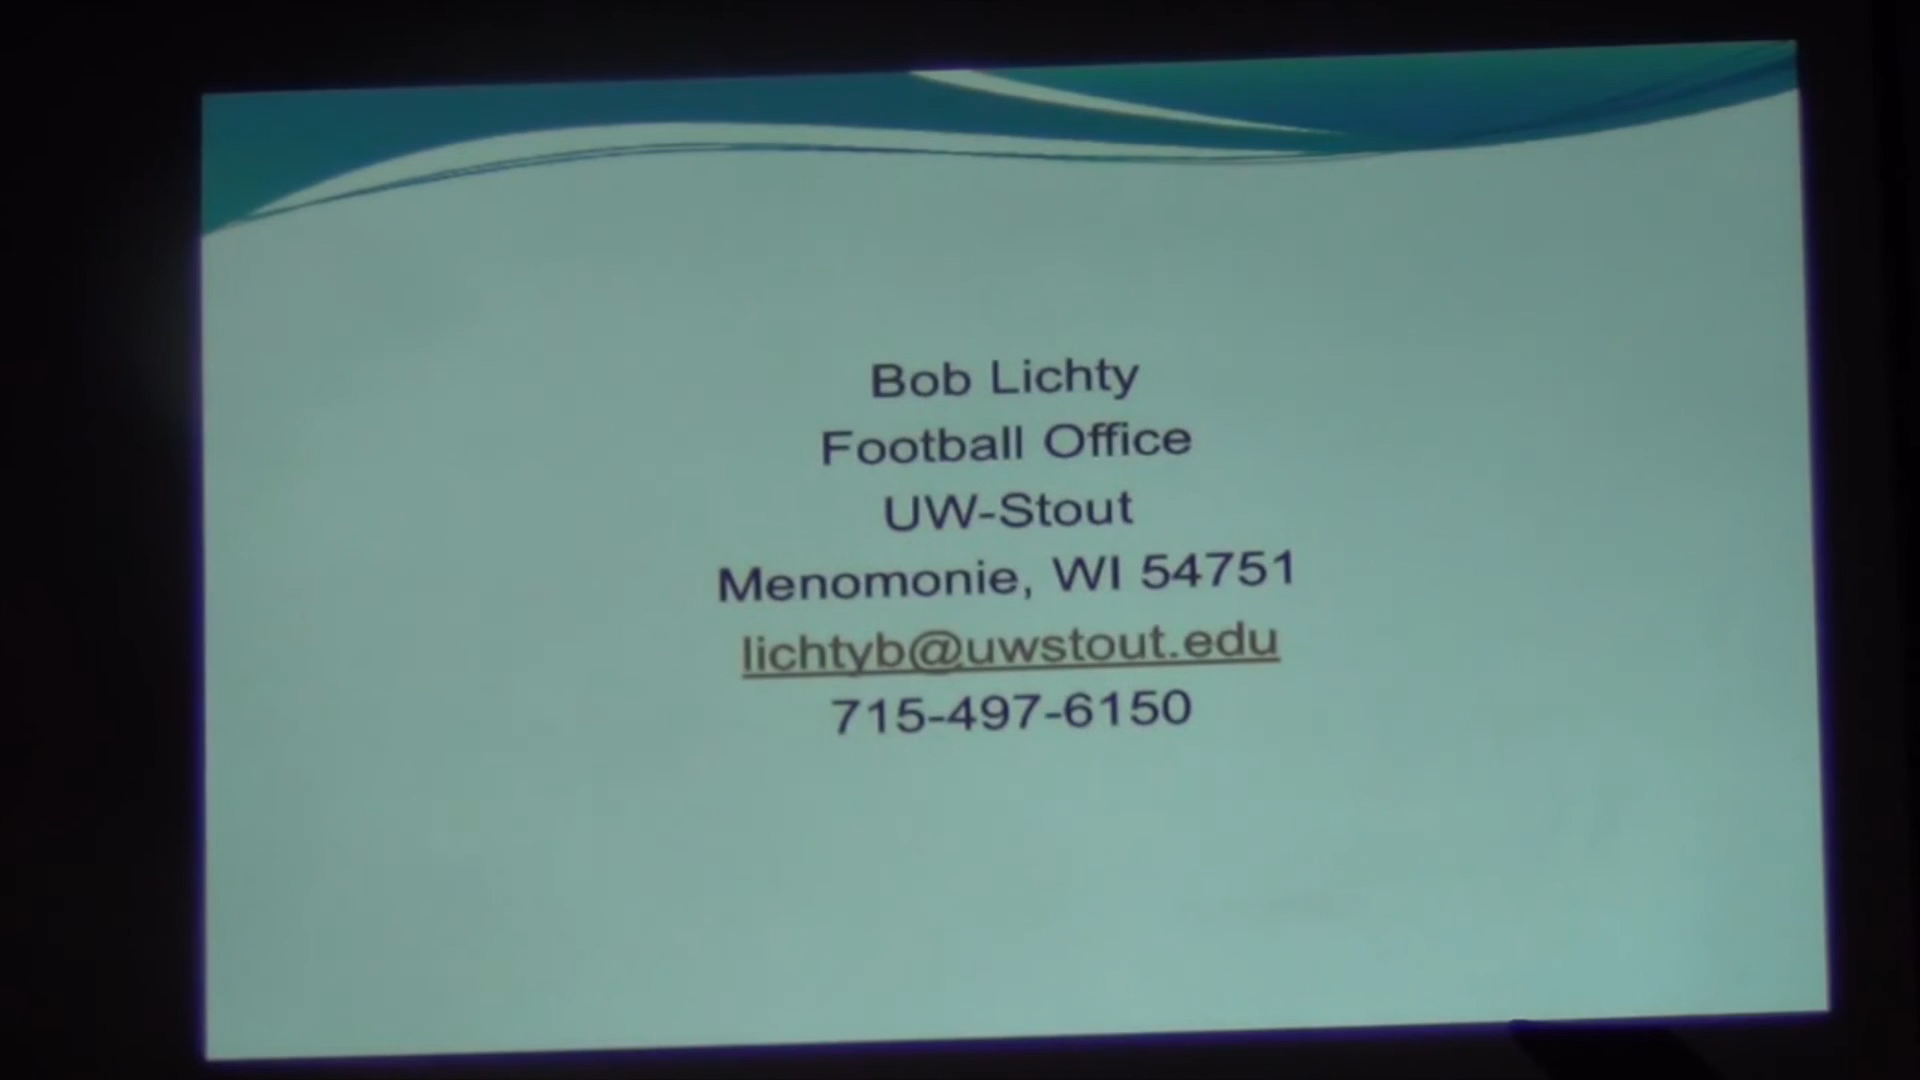 Bob Lichty
Football Office
UW-Stout
Menomonie, WI 54751
lichtyb@uwstout.edu
715-497-6150